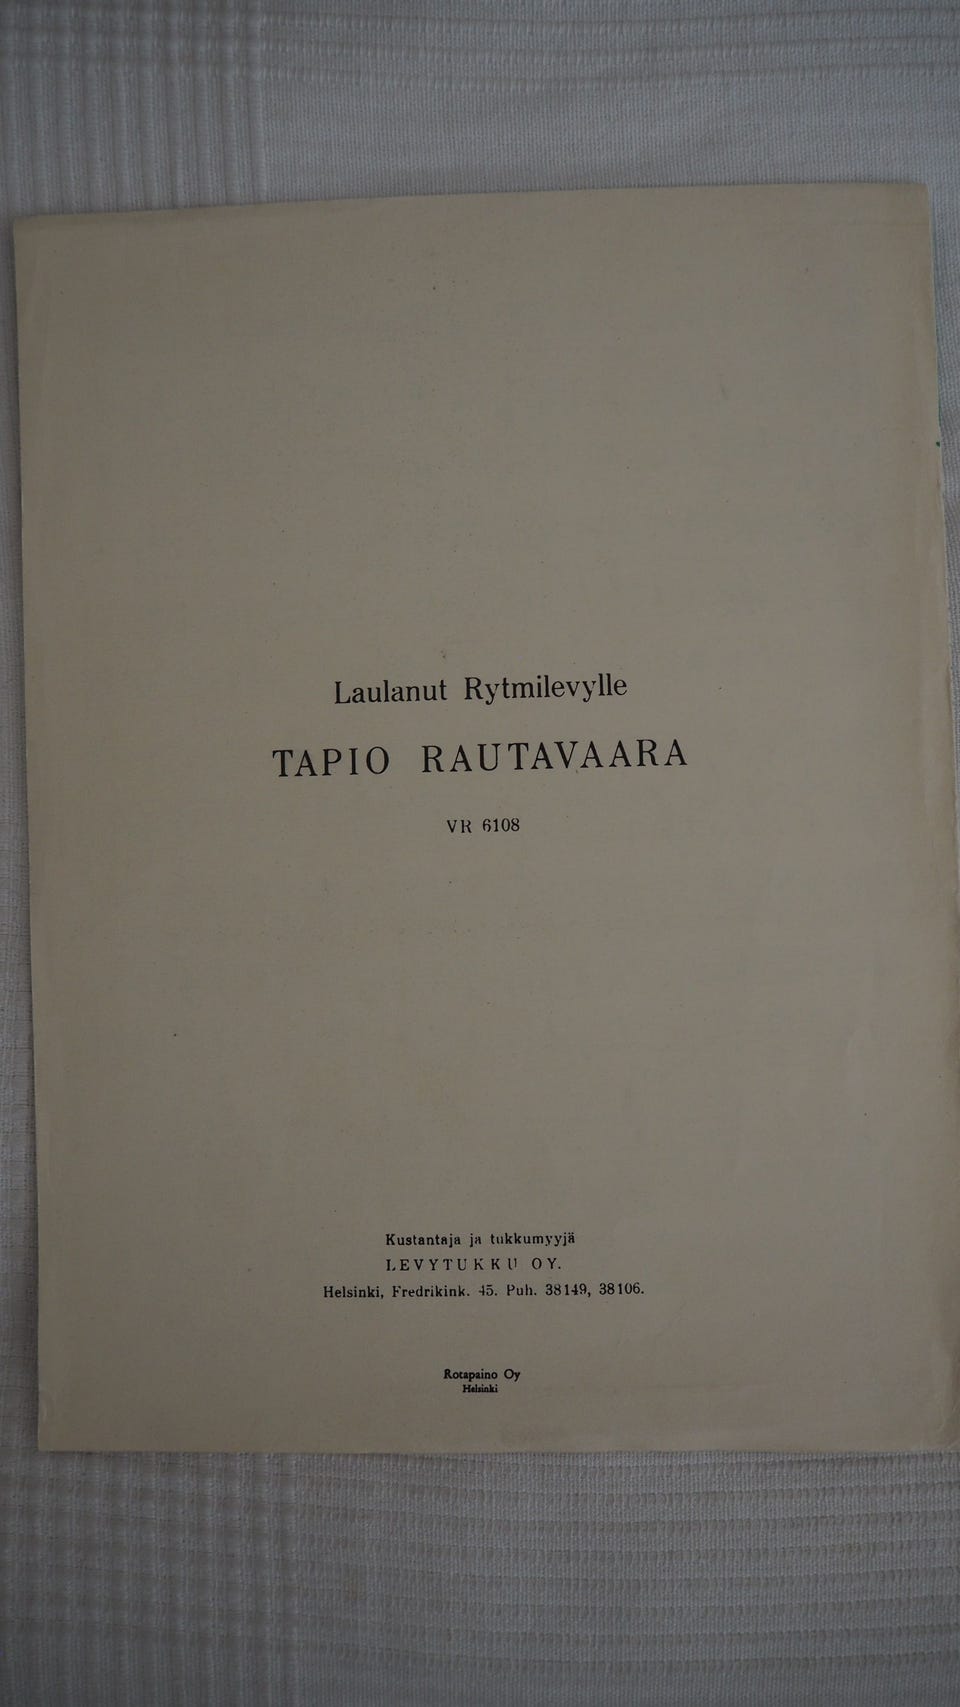 Laulanut Rytmilevylle
TAPIO RAUTAVAARA
VR 6108
Kustantaja ja tukkumyyjä
LEVYTUKKU OY.
Helsinki, Fredrikink. 45. Puh. 38149, 38106.
Rotapaino Oy
Helsinki